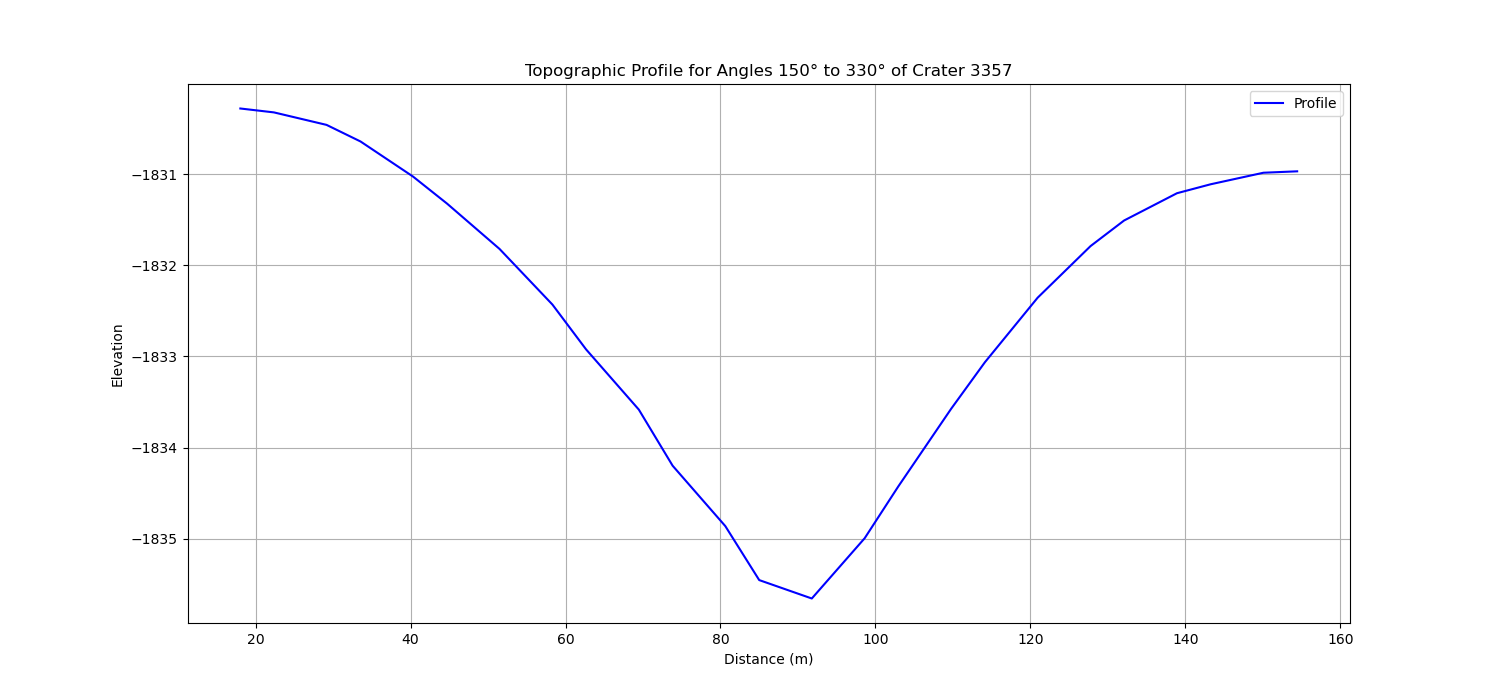 Topographic Profile for Angles 150° to 330° of Crater 3357
Profile
−1831
−1832
−1833
−1834
−1835
Elevation
20 40 60 80 100 120 140 160
Distance (m)